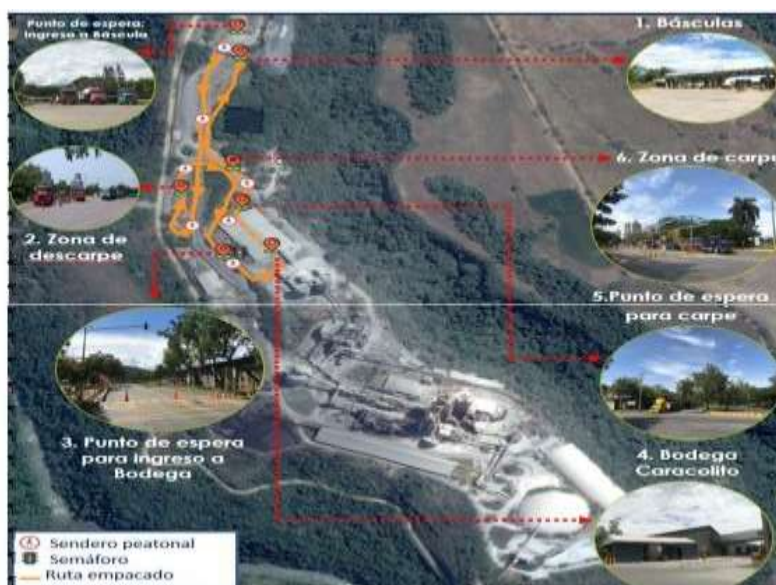 Punto de espera:
Ingreso a Báscula
1. Básculas
6. Zona de carpe
2. Zona de
descarpe
5.Punto de espera
para carpe
3. Punto de espera
para ingreso a
Bodega
4. Bodega
Caracolito
Sendero peatonal
Semáforo
Ruta empacado